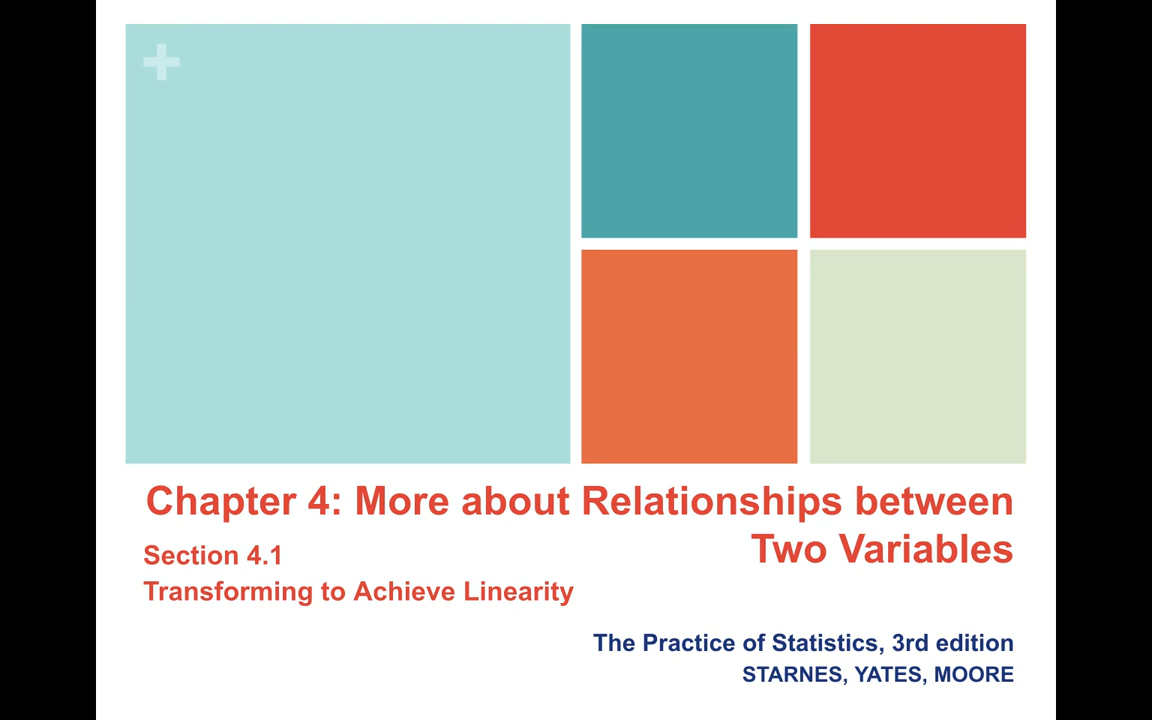 Chapter 4: More about Relationships between
Two Variables
Section 4.1
Transforming to Achieve Linearity
The Practice of Statistics, 3rd edition
STARNES, YATES, MOORE